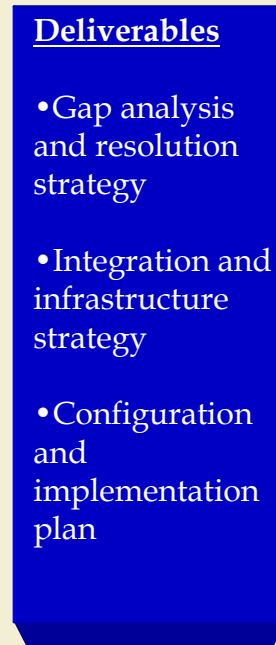 Deliverables
•Gap analysis
and resolution
strategy
•Integration and
infrastructure
strategy
•Configuration
and
implementation
plan